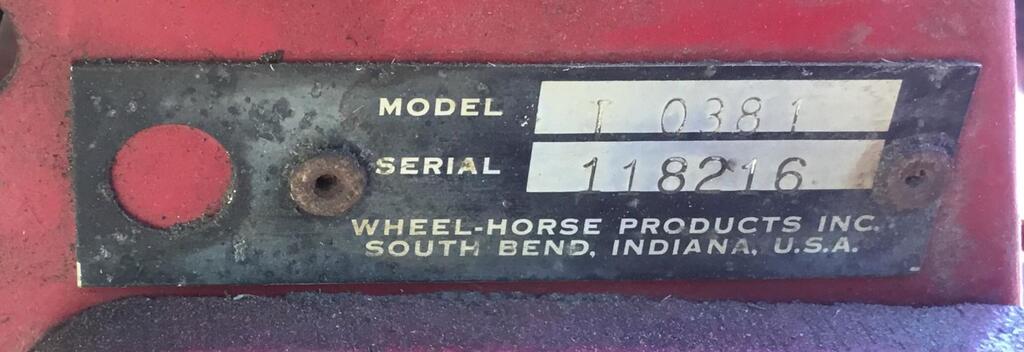 MODEL 1 0381
SERIAL 118216
WHEEL-HORSE PRODUCTS INC.
SOUTH BEND, INDIANA, U.S.A.